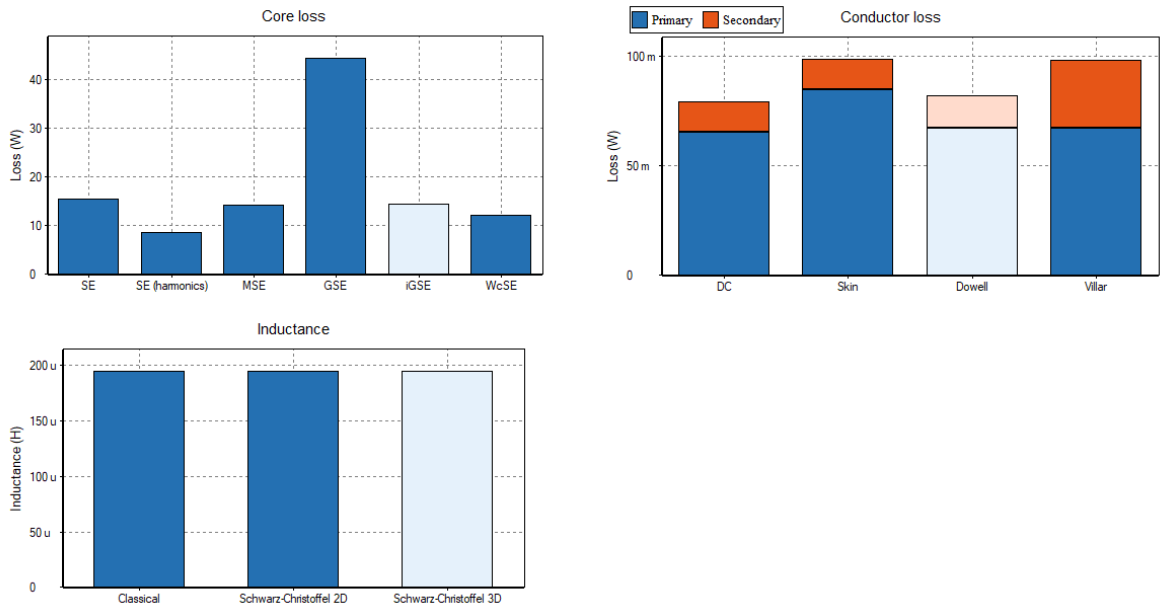 Core loss
Loss (W)
40
30
20
10
0
SE
SE (harmonics)
MSE
GSE
iGSE
WcSE
Primary
Secondary
Conductor loss
Loss (W)
100 m
50 m
0
DC
Skin
Dowell
Villar
Inductance
Inductance (H)
200 u
150 u
100 u
50 u
0
Classical
Schwarz-Christoffel 2D
Schwarz-Christoffel 3D